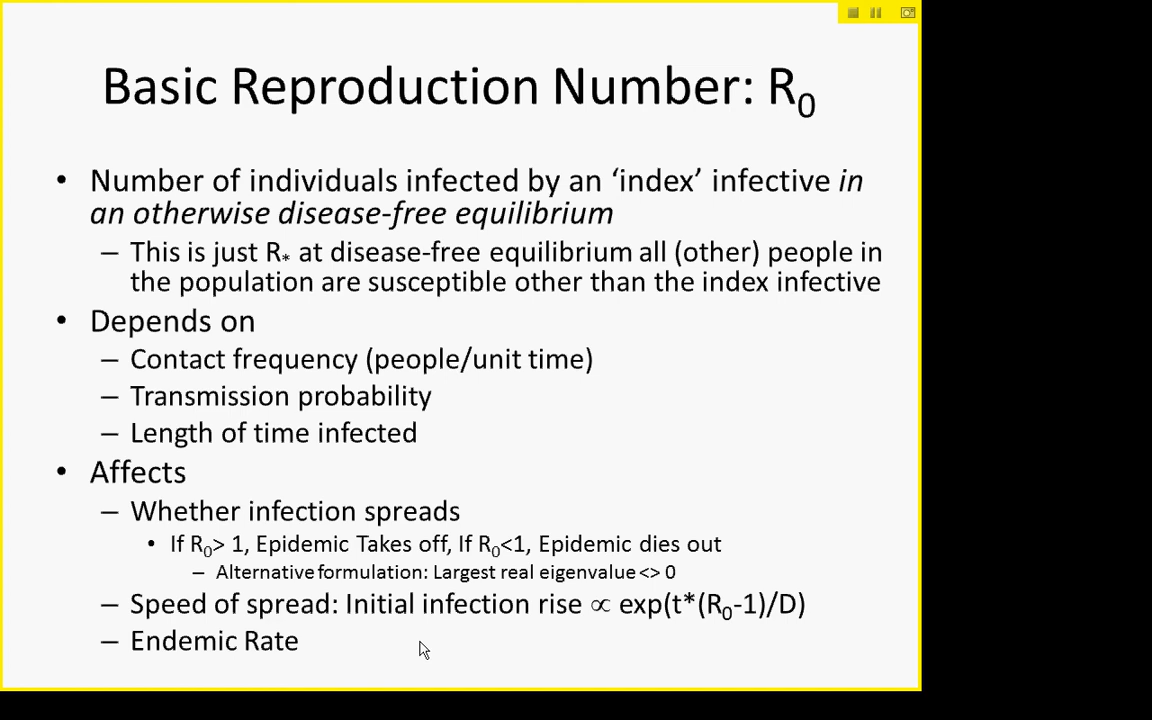 Basic Reproduction Number: R₀
• Number of individuals infected by an ‘index’ infective in
an otherwise disease-free equilibrium
– This is just R* at disease-free equilibrium all (other) people in
the population are susceptible other than the index infective
• Depends on
– Contact frequency (people/unit time)
– Transmission probability
– Length of time infected
• Affects
– Whether infection spreads
• If R₀> 1, Epidemic Takes off, If R₀<1, Epidemic dies out
– Alternative formulation: Largest real eigenvalue <> 0
– Speed of spread: Initial infection rise ∝ exp(t*(R₀-1)/D)
– Endemic Rate